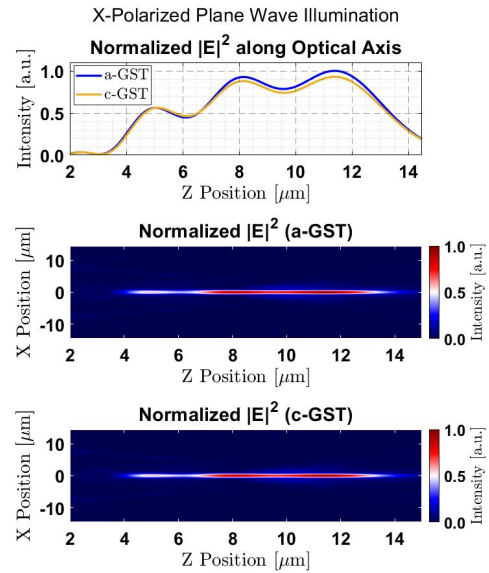 X-Polarized Plane Wave Illumination
Normalized |E|² along Optical Axis
Intensity [a.u.]
1.0
0.5
0.0
a-GST
c-GST
2 4 6 8 10 12 14
Z Position [μm]
Normalized |E|² (a-GST)
X Position [μm]
10
0
-10
2 4 6 8 10 12 14
Z Position [μm]
1.0
0.5
0.0
Intensity [a.u.]
Normalized |E|² (c-GST)
X Position [μm]
10
0
-10
2 4 6 8 10 12 14
Z Position [μm]
1.0
0.5
0.0
Intensity [a.u.]